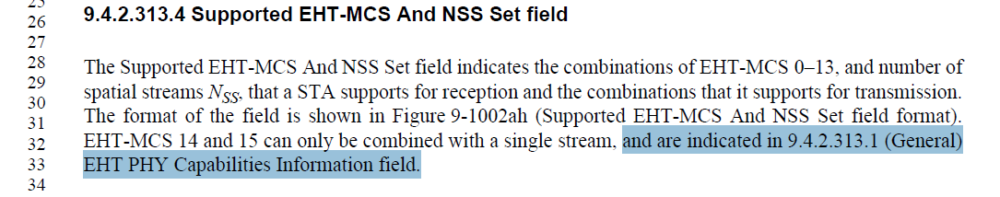 25
26
9.4.2.313.4 Supported EHT-MCS And NSS Set field
27
28 The Supported EHT-MCS And NSS Set field indicates the combinations of EHT-MCS 0–13, and number of
29 spatial streams NSS, that a STA supports for reception and the combinations that it supports for transmission.
30
31 The format of the field is shown in Figure 9-1002ah (Supported EHT-MCS And NSS Set field format).
32 EHT-MCS 14 and 15 can only be combined with a single stream, and are indicated in 9.4.2.313.1 (General)
33 EHT PHY Capabilities Information field.
34